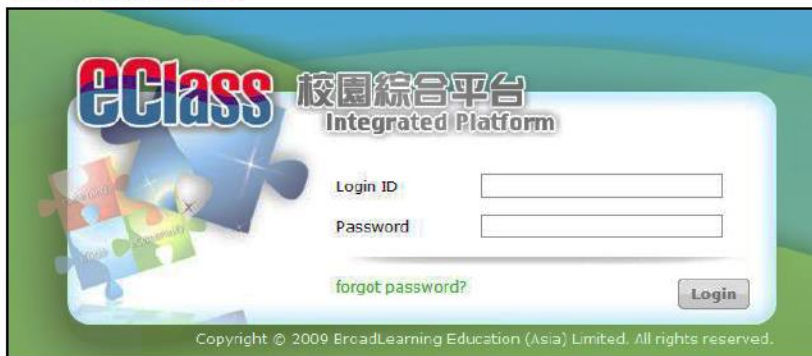 eClass 校園綜合平台
Integrated Platform
Login ID
Password
forgot password?
Login
Copyright © 2009 BroadLearning Education (Asia) Limited. All rights reserved.